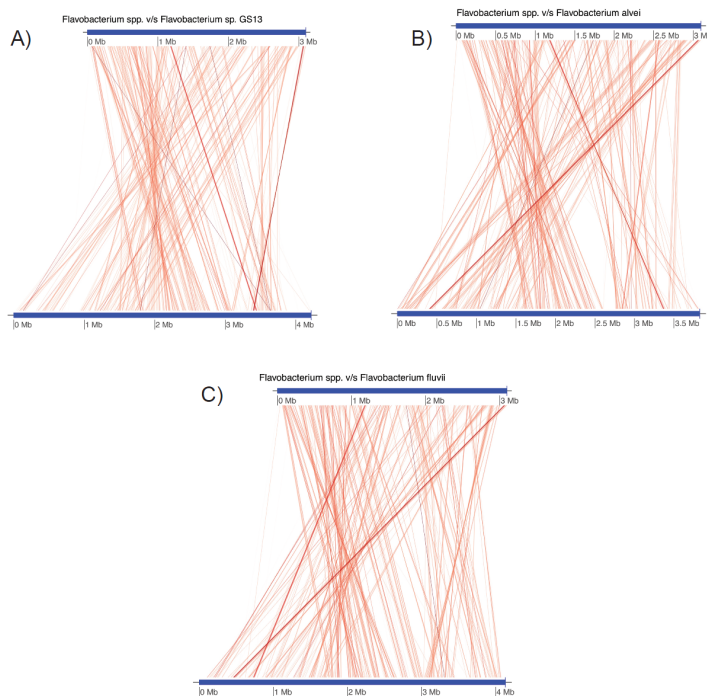 A)
Flavobacterium spp. v/s Flavobacterium sp. GS13
0 Mb 1 Mb 2 Mb 3 Mb
0 Mb 1 Mb 2 Mb 3 Mb 4 Mb
B)
Flavobacterium spp. v/s Flavobacterium alvei
0 Mb 0.5 Mb 1 Mb 1.5 Mb 2 Mb 2.5 Mb 3 M
0 Mb 0.5 Mb 1 Mb 1.5 Mb 2 Mb 2.5 Mb 3 Mb 3.5 Mb
C)
Flavobacterium spp. v/s Flavobacterium fluvii
0 Mb 1 Mb 2 Mb 3 Mb
0 Mb 1 Mb 2 Mb 3 Mb 4 Mb